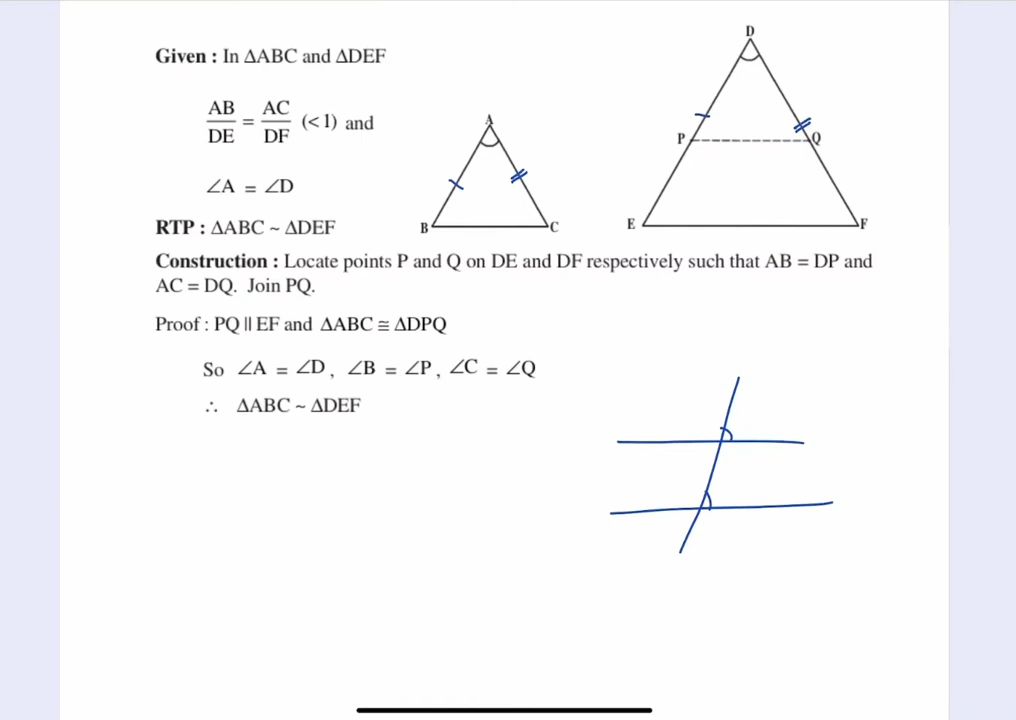 Given : In ΔABC and ΔDEF
AB/DE = AC/DF (< 1) and
∠A = ∠D
RTP : ΔABC ~ ΔDEF
A
B
C
D
P
Q
E
F
Construction : Locate points P and Q on DE and DF respectively such that AB = DP and
AC = DQ. Join PQ.
Proof : PQ || EF and ΔABC ≅ ΔDPQ
So ∠A = ∠D , ∠B = ∠P , ∠C = ∠Q
∴ ΔABC ~ ΔDEF